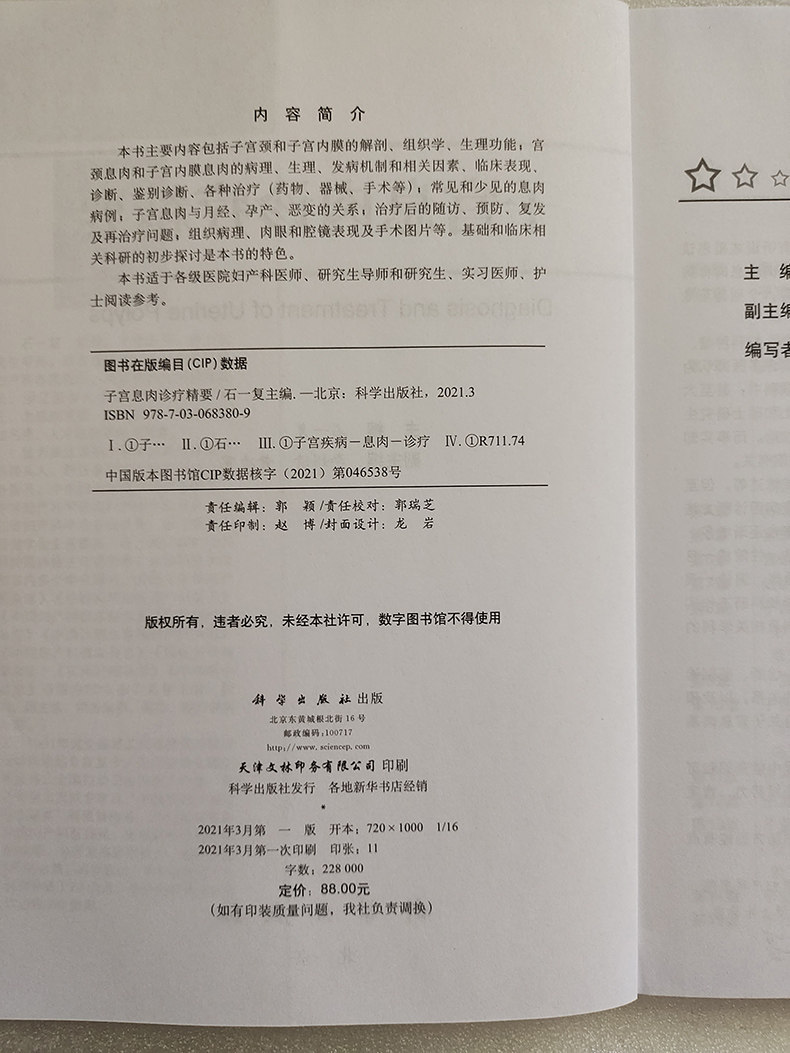 内容简介
本书主要内容包括子宫颈和子宫内膜的解剖、组织学、生理功能；宫
颈息肉和子宫内膜息肉的病理、生理、发病机制和相关因素、临床表现、
诊断、鉴别诊断、各种治疗（药物、器械、手术等）；常见和少见的息肉
病例；子宫息肉与月经、孕产、恶变的关系；治疗后的随访、预防、复发
及再治疗问题；组织病理、肉眼和腔镜表现及手术图片等。基础和临床相
关科研的初步探讨是本书的特色。
本书适于各级医院妇产科医师、研究生导师和研究生、实习医师、护
士阅读参考。
图书在版编目(CIP)数据
子宫息肉诊疗精要/石一复主编.—北京：科学出版社，2021.3
ISBN 978-7-03-068380-9
Ⅰ.①子… Ⅱ.①石… Ⅲ.①子宫疾病－息肉－诊疗 Ⅳ.①R711.74
中国版本图书馆CIP数据核字（2021）第046538号
责任编辑：郭 颖/责任校对：郭瑞芝
责任印制：赵 博/封面设计：龙 岩
版权所有，违者必究，未经本社许可，数字图书馆不得使用
科学出版社 出版
北京东黄城根北街16号
邮政编码:100717
http://www.sciencep.com
天津文林印务有限公司 印刷
科学出版社发行 各地新华书店经销
*
2021年3月第 一 版 开本：720×1000 1/16
2021年3月第一次印刷 印张：11
字数：228 000
定价：88.00元
（如有印装质量问题，我社负责调换）
主 编
副主编
编写者